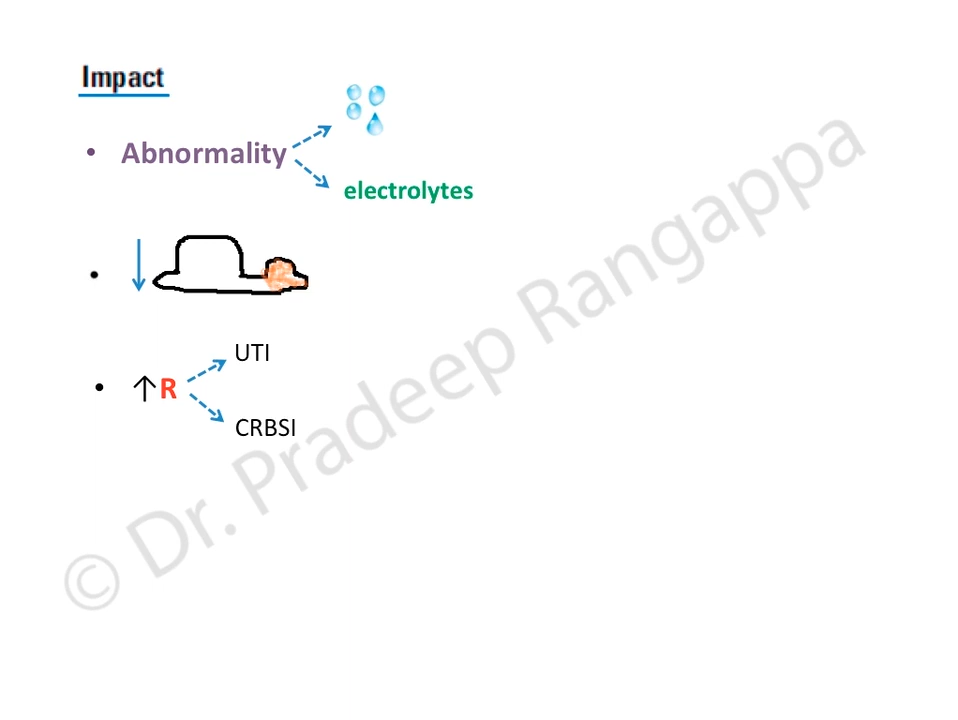 Impact
• Abnormality
electrolytes
•
UTI
• ↑R
CRBSI
© Dr. Pradeep Rangappa